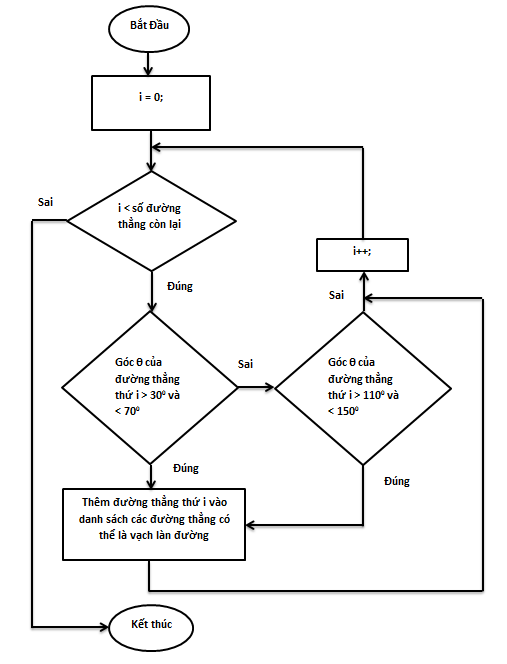 Bắt Đầu
i = 0;
Sai
i < số đường
thẳng còn lại
Đúng
i++;
Sai
Góc θ của
đường thẳng
thứ i > 30⁰ và
< 70⁰
Sai
Góc θ của
đường thẳng
thứ i > 110⁰ và
< 150⁰
Đúng
Đúng
Thêm đường thẳng thứ i vào
danh sách các đường thẳng có
thể là vạch làn đường
Kết thúc